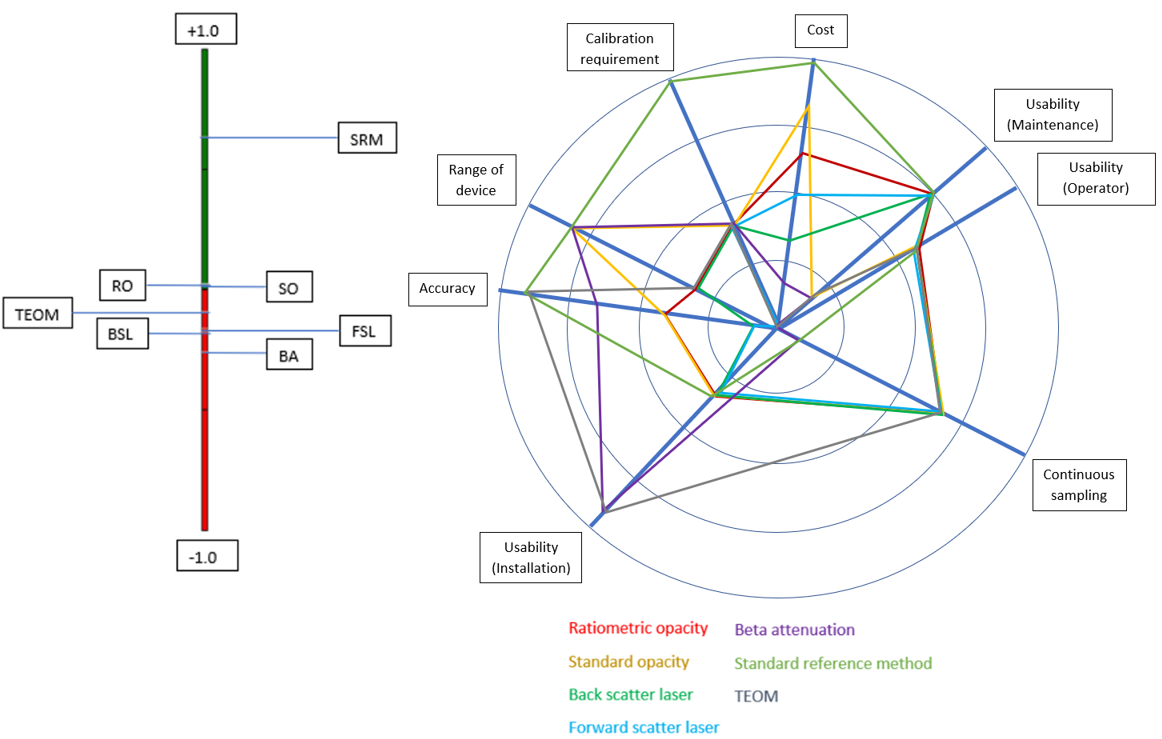 +1.0
SRM
RO
SO
TEOM
BSL
FSL
BA
-1.0
Cost
Calibration
requirement
Usability
(Maintenance)
Usability
(Operator)
Range of
device
Accuracy
Continuous
sampling
Usability
(Installation)
Ratiometric opacity
Standard opacity
Back scatter laser
Forward scatter laser
Beta attenuation
Standard reference method
TEOM